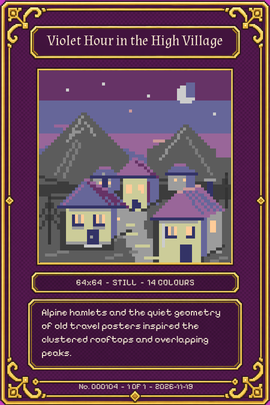 Violet Hour in the High Village
64x64 - STILL - 14 COLOURS
Alpine hamlets and the quiet geometry
of old travel posters inspired the
clustered rooftops and overlapping
peaks.
No. 000104 - 1 OF 1 - 2026-11-19